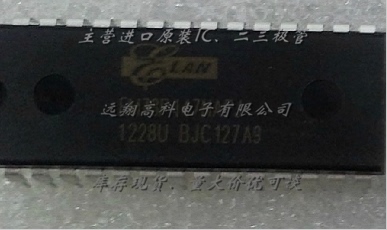 主营进口原装IC、二三极管
ELAN
远翔高科电子有限公司
1228U BJC127A9
库存现货、量大价优可谈